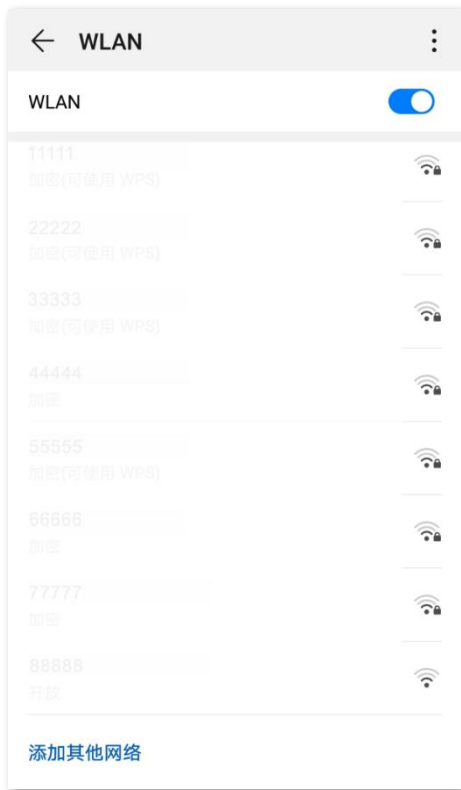 WLAN
WLAN
11111
加密(可使用 WPS)
22222
加密(可使用 WPS)
33333
加密(可使用 WPS)
44444
加密
55555
加密(可使用 WPS)
66666
加密
77777
加密
88888
开放
添加其他网络